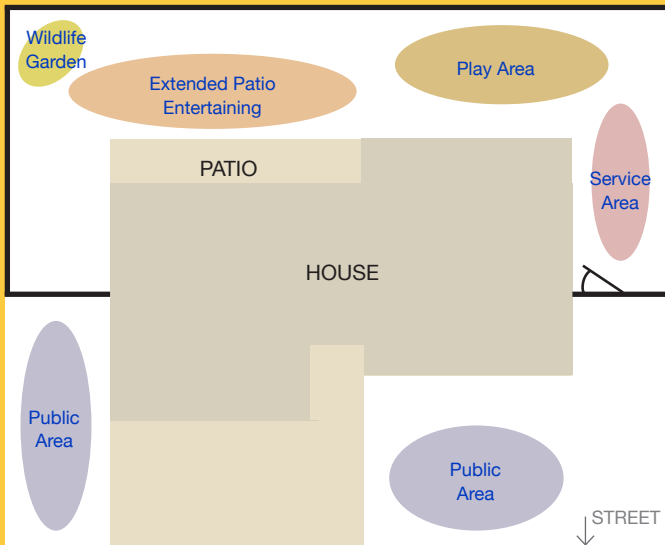 Wildlife
Garden
Extended Patio
Entertaining
Play Area
PATIO
Service
Area
HOUSE
Public
Area
Public
Area
STREET